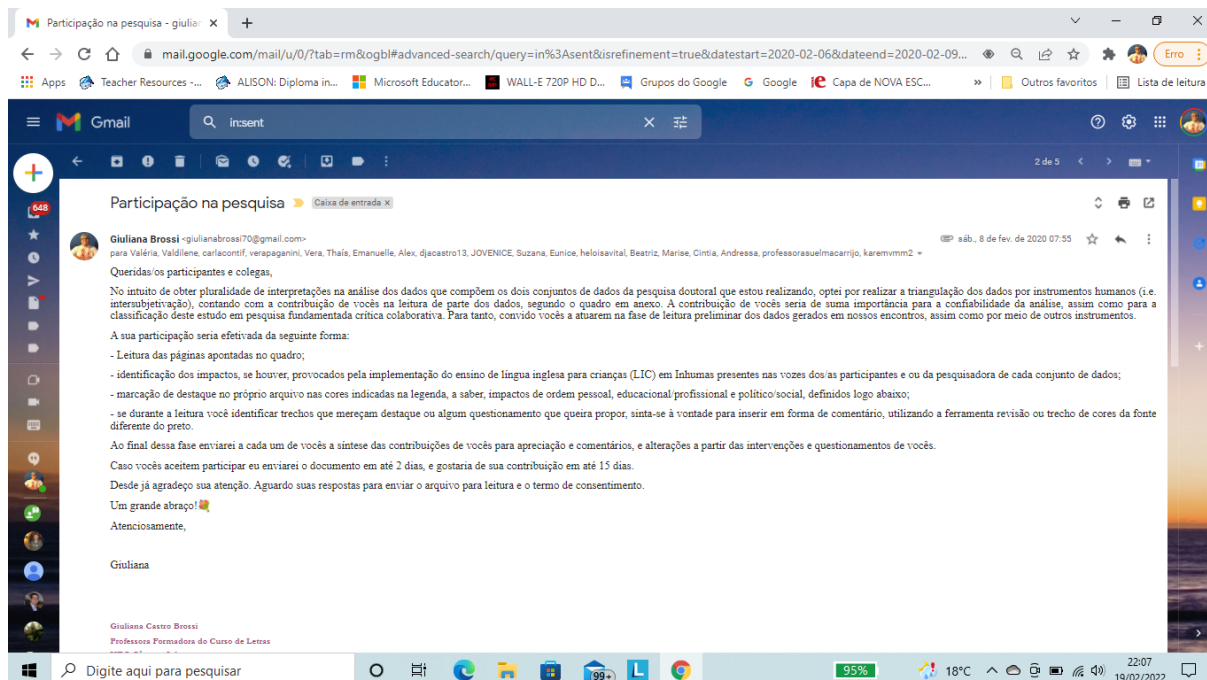 Participação na pesquisa - giulian
mail.google.com/mail/u/0/?tab=rm&ogbl#advanced-search/query=in%3Asent&isrefinement=true&datestart=2020-02-06&dateend=2020-02-09...
Erro
Apps Teacher Resources -... ALISON: Diploma in... Microsoft Educator... WALL-E 720P HD D... Grupos do Google G Google Capa de NOVA ESC... » Outros favoritos Lista de leitura
Gmail in:sent
2 de 5
648
Participação na pesquisa Caixa de entrada x
Giuliana Brossi <giulianabrossi70@gmail.com> sáb., 8 de fev. de 2020 07:55
para Valéria, Valdilene, carlacontif, verapaganini, Vera, Thaís, Emanuelle, Alex, djacastro13, JOVENICE, Suzana, Eunice, heloisavital, Beatriz, Marise, Cintia, Andressa, professorasuelmacarrijo, karemvmm2
Queridas/os participantes e colegas,
No intuito de obter pluralidade de interpretações na análise dos dados que compõem os dois conjuntos de dados da pesquisa doutoral que estou realizando, optei por realizar a triangulação dos dados por instrumentos humanos (i.e.
intersubjetivação), contando com a contribuição de vocês na leitura de parte dos dados, segundo o quadro em anexo. A contribuição de vocês seria de suma importância para a confiabilidade da análise, assim como para a
classificação deste estudo em pesquisa fundamentada crítica colaborativa. Para tanto, convido vocês a atuarem na fase de leitura preliminar dos dados gerados em nossos encontros, assim como por meio de outros instrumentos.
A sua participação seria efetivada da seguinte forma:
- Leitura das páginas apontadas no quadro;
- identificação dos impactos, se houver, provocados pela implementação do ensino de língua inglesa para crianças (LIC) em Inhumas presentes nas vozes dos/as participantes e ou da pesquisadora de cada conjunto de dados;
- marcação de destaque no próprio arquivo nas cores indicadas na legenda, a saber, impactos de ordem pessoal, educacional/profissional e político/social, definidos logo abaixo;
- se durante a leitura você identificar trechos que mereçam destaque ou algum questionamento que queira propor, sinta-se à vontade para inserir em forma de comentário, utilizando a ferramenta revisão ou trecho de cores da fonte
diferente do preto.
Ao final dessa fase enviarei a cada um de vocês a síntese das contribuições de vocês para apreciação e comentários, e alterações a partir das intervenções e questionamentos de vocês.
Caso vocês aceitem participar eu enviarei o documento em até 2 dias, e gostaria de sua contribuição em até 15 dias.
Desde já agradeço sua atenção. Aguardo suas respostas para enviar o arquivo para leitura e o termo de consentimento.
Um grande abraço!💐
Atenciosamente,
Giuliana
Giuliana Castro Brossi
Professora Formadora do Curso de Letras
Digite aqui para pesquisar 99+ L 95% 18°C 22:07
19/02/2022